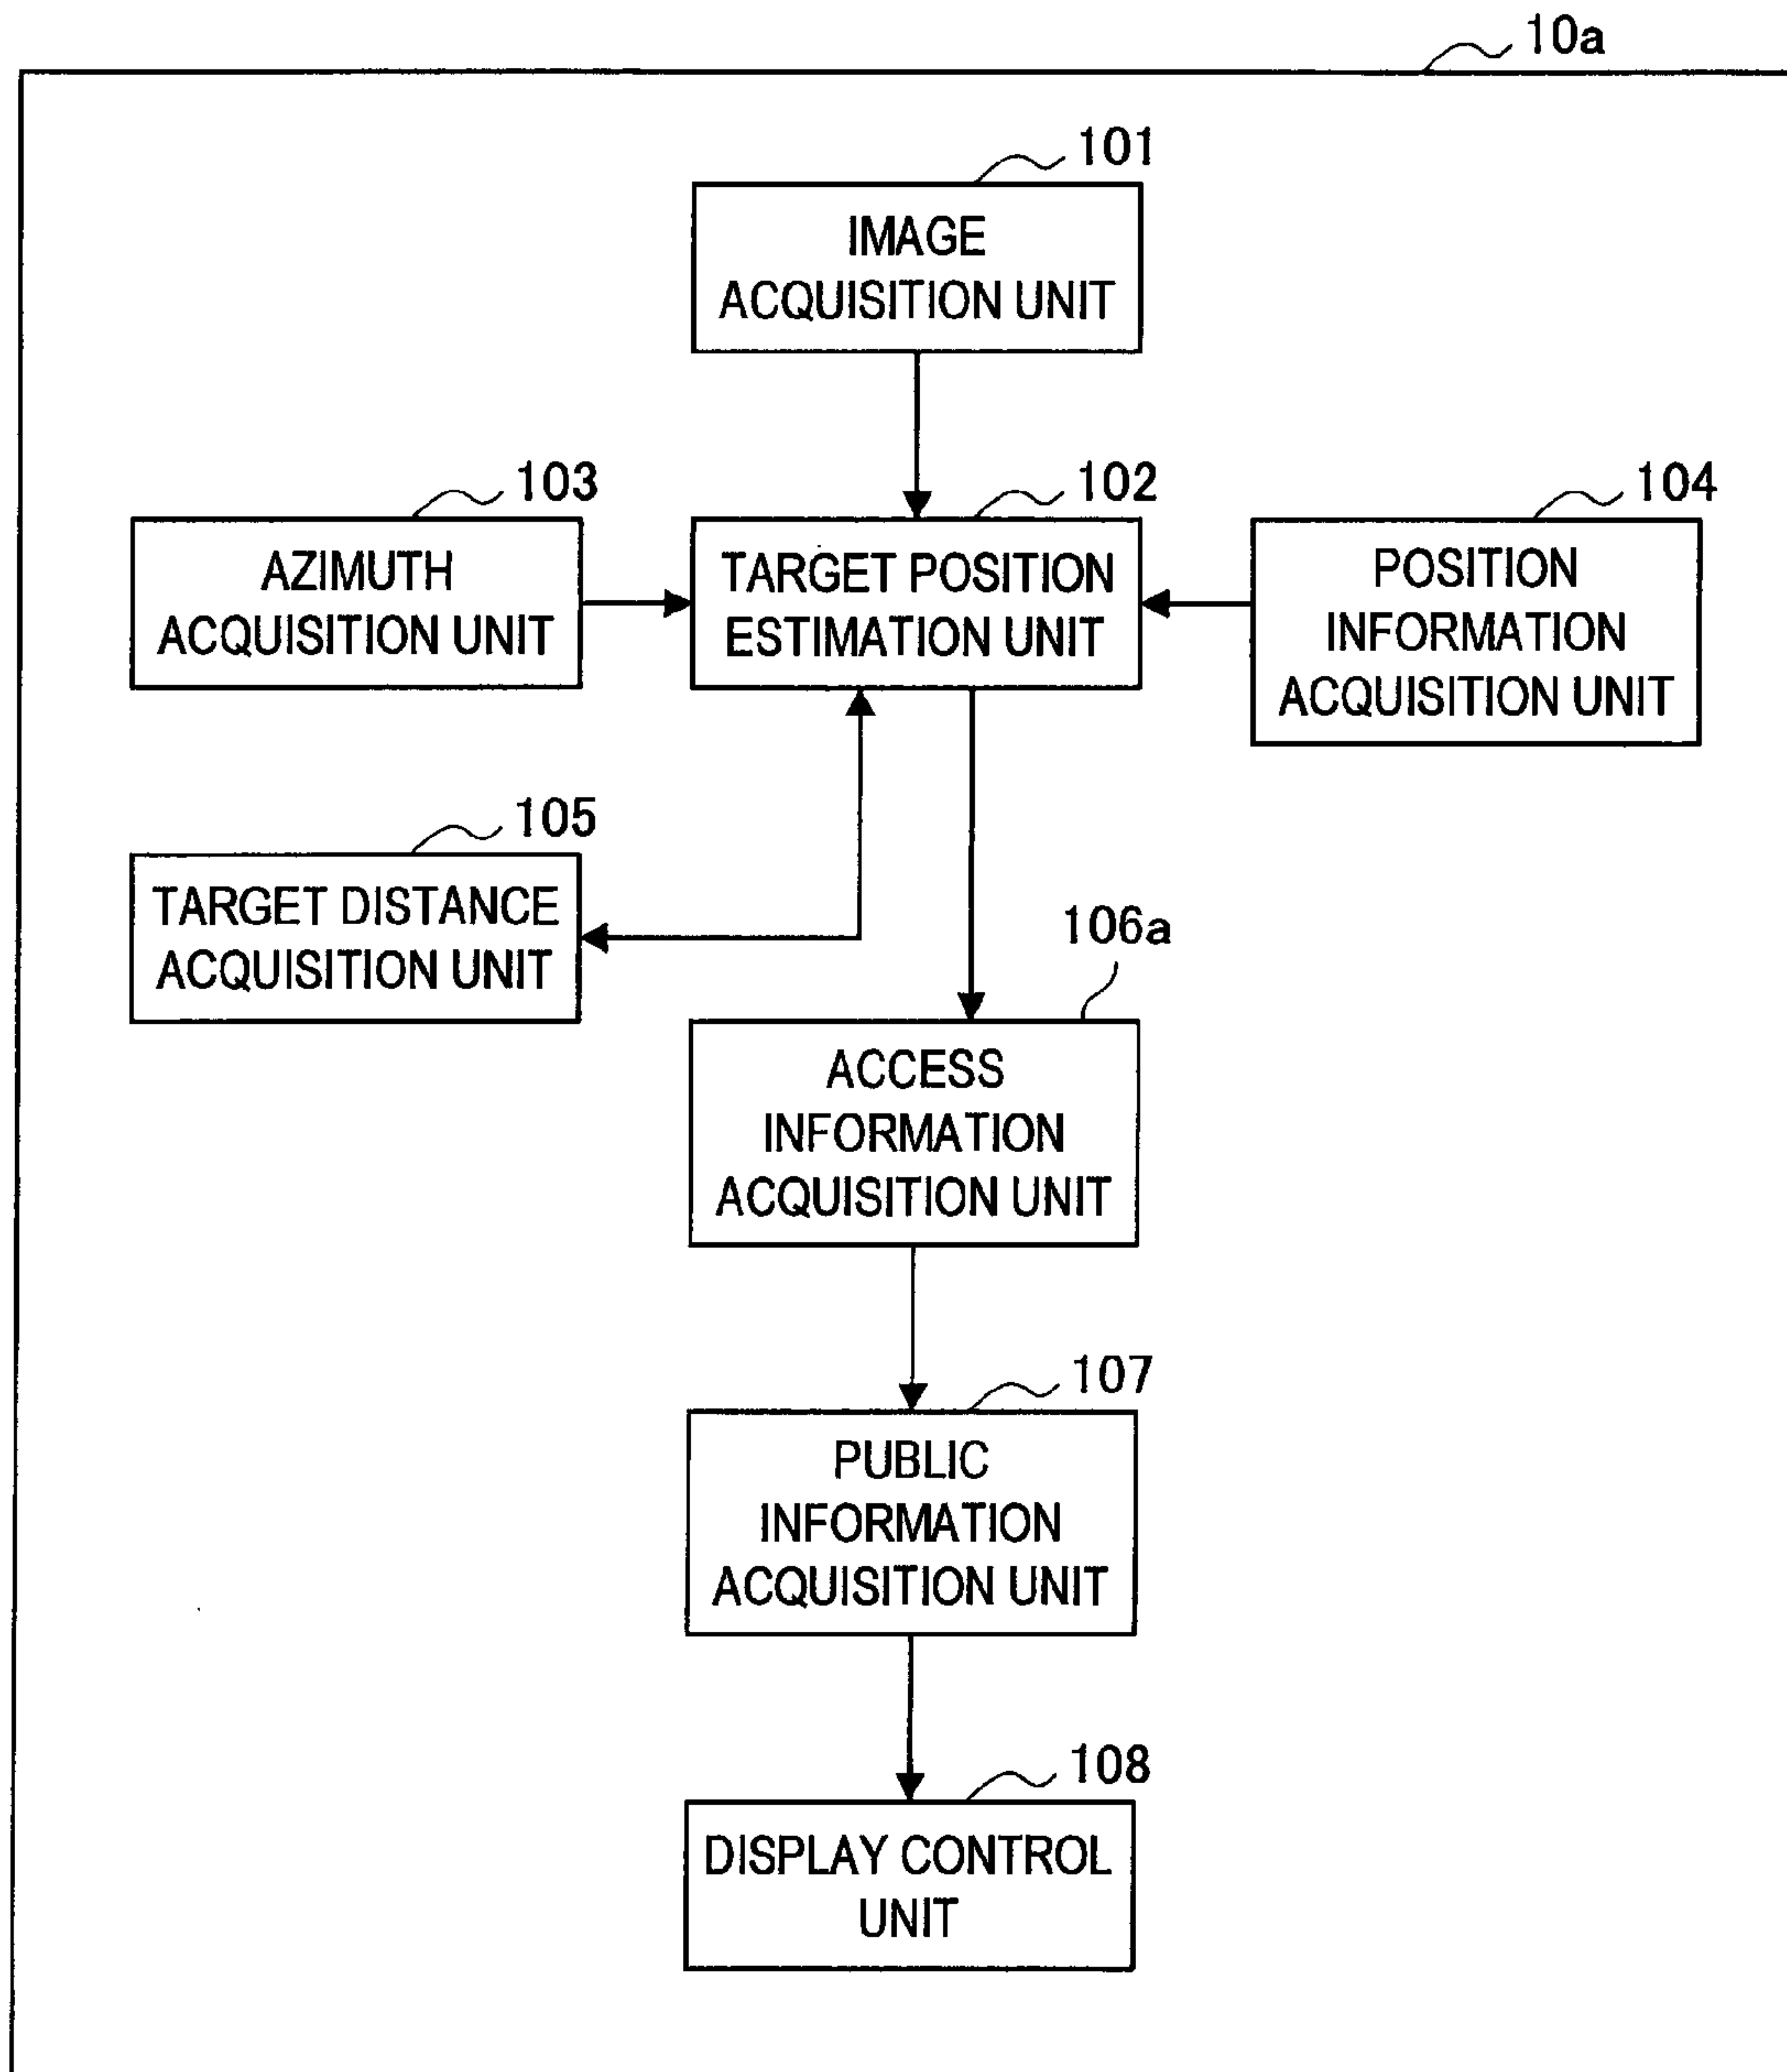 10a
101
IMAGE
ACQUISITION UNIT
103
AZIMUTH
ACQUISITION UNIT
102
TARGET POSITION
ESTIMATION UNIT
104
POSITION
INFORMATION
ACQUISITION UNIT
105
TARGET DISTANCE
ACQUISITION UNIT
106a
ACCESS
INFORMATION
ACQUISITION UNIT
107
PUBLIC
INFORMATION
ACQUISITION UNIT
108
DISPLAY CONTROL
UNIT